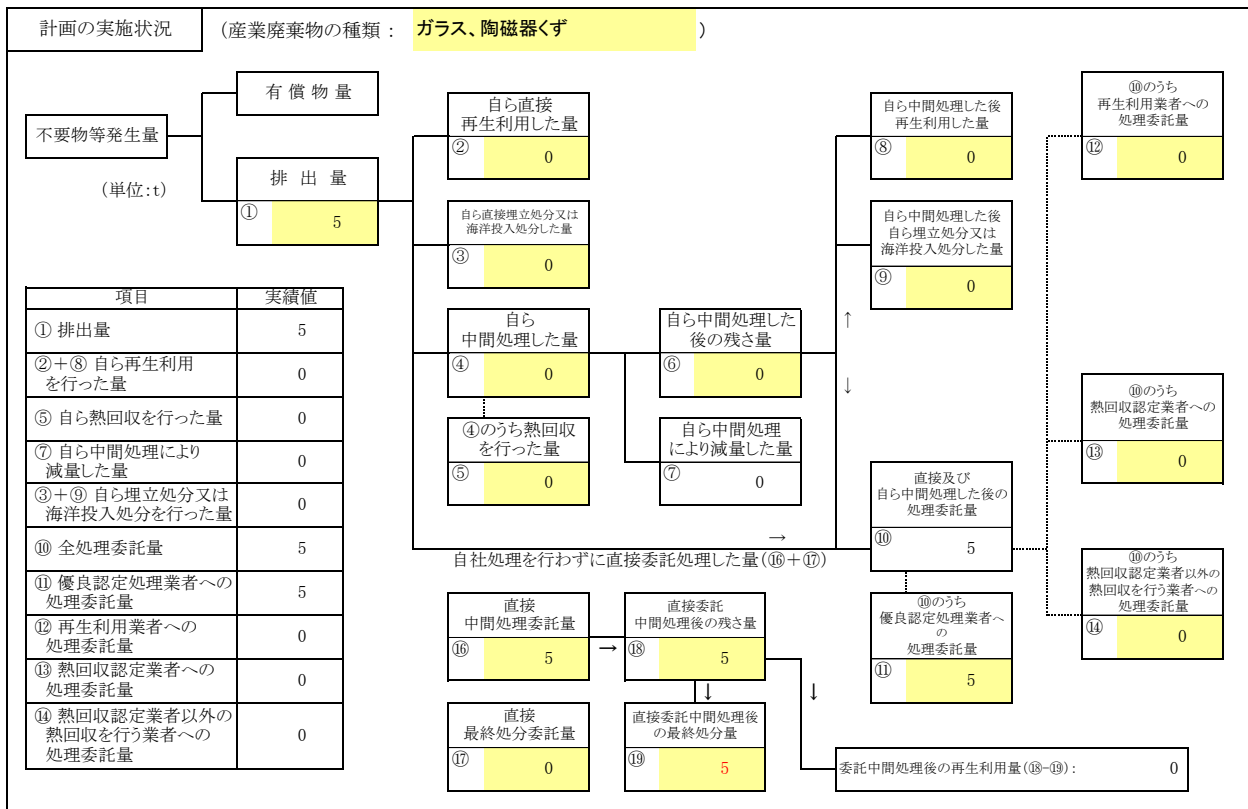 計画の実施状況
(産業廃棄物の種類： ガラス、陶磁器くず )
不要物等発生量
(単位:t)
有償物量
排出量
① 5
自ら直接
再生利用した量
② 0
自ら直接埋立処分又は
海洋投入処分した量
③ 0
自ら
中間処理した量
④ 0
④のうち熱回収
を行った量
⑤ 0
自ら中間処理した
後の残さ量
⑥ 0
自ら中間処理
により減量した量
⑦ 0
自ら中間処理した後
再生利用した量
⑧ 0
自ら中間処理した後
自ら埋立処分又は
海洋投入処分した量
⑨ 0
↑
↓
直接及び
自ら中間処理した後の
処理委託量
⑩ 5
⑩のうち
優良認定処理業者へ
の
処理委託量
⑪ 5
⑩のうち
再生利用業者への
処理委託量
⑫ 0
⑩のうち
熱回収認定業者への
処理委託量
⑬ 0
⑩のうち
熱回収認定業者以外の
熱回収を行う業者への
処理委託量
⑭ 0
→
自社処理を行わずに直接委託処理した量(⑯+⑰)
直接
中間処理委託量
⑯ 5
→
直接委託
中間処理後の残さ量
⑱ 5
↓
↓
直接
最終処分委託量
⑰ 0
直接委託中間処理後
の最終処分量
⑲ 5
委託中間処理後の再生利用量(⑱-⑲)： 0
項目 実績値
① 排出量 5
②+⑧ 自ら再生利用
を行った量 0
⑤ 自ら熱回収を行った量 0
⑦ 自ら中間処理により
減量した量 0
③+⑨ 自ら埋立処分又は
海洋投入処分を行った量 0
⑩ 全処理委託量 5
⑪ 優良認定処理業者への
処理委託量 5
⑫ 再生利用業者への
処理委託量 0
⑬ 熱回収認定業者への
処理委託量 0
⑭ 熱回収認定業者以外の
熱回収を行う業者への
処理委託量 0